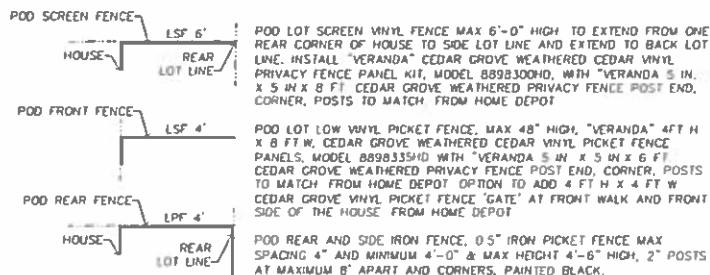 POD SCREEN FENCE
LSF 6'
HOUSE
REAR
LOT LINE
POD LOT SCREEN VINYL FENCE MAX 6'-0" HIGH TO EXTEND FROM ONE
REAR CORNER OF HOUSE TO SIDE LOT LINE AND EXTEND TO BACK LOT
LINE. INSTALL "VERANDA" CEDAR GROVE WEATHERED CEDAR VINYL
PRIVACY FENCE PANEL KIT, MODEL 8898300HD, WITH "VERANDA 5 IN.
X 5 IN X 8 FT CEDAR GROVE WEATHERED PRIVACY FENCE POST END,
CORNER, POSTS TO MATCH FROM HOME DEPOT
POD FRONT FENCE
LSF 4'
POD LOT LOW VINYL PICKET FENCE, MAX 48" HIGH, "VERANDA" 4FT H
X 8 FT W, CEDAR GROVE WEATHERED CEDAR VINYL PICKET FENCE
PANELS, MODEL 8898335HD WITH "VERANDA 5 IN X 5 IN X 6 FT
CEDAR GROVE WEATHERED PRIVACY FENCE POST END, CORNER, POSTS
TO MATCH FROM HOME DEPOT OPTION TO ADD 4 FT H X 4 FT W
CEDAR GROVE VINYL PICKET FENCE 'GATE' AT FRONT WALK AND FRONT
SIDE OF THE HOUSE FROM HOME DEPOT
POD REAR FENCE
LPF 4'
HOUSE
REAR
LOT LINE
POD REAR AND SIDE IRON FENCE, 0.5" IRON PICKET FENCE MAX
SPACING 4" AND MINIMUM 4'-0" & MAX HEIGHT 4'-6" HIGH, 2" POSTS
AT MAXIMUM 8' APART AND CORNERS, PAINTED BLACK.